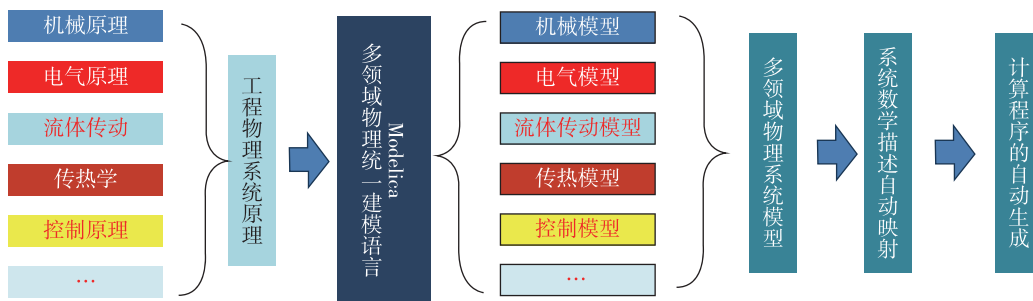 机械原理
电气原理
流体传动
传热学
控制原理
…
工程物理系统原理
多领域物理统一建模语言
Modelica
机械模型
电气模型
流体传动模型
传热模型
控制模型
…
多领域物理系统模型
系统数学描述自动映射
计算程序的自动生成